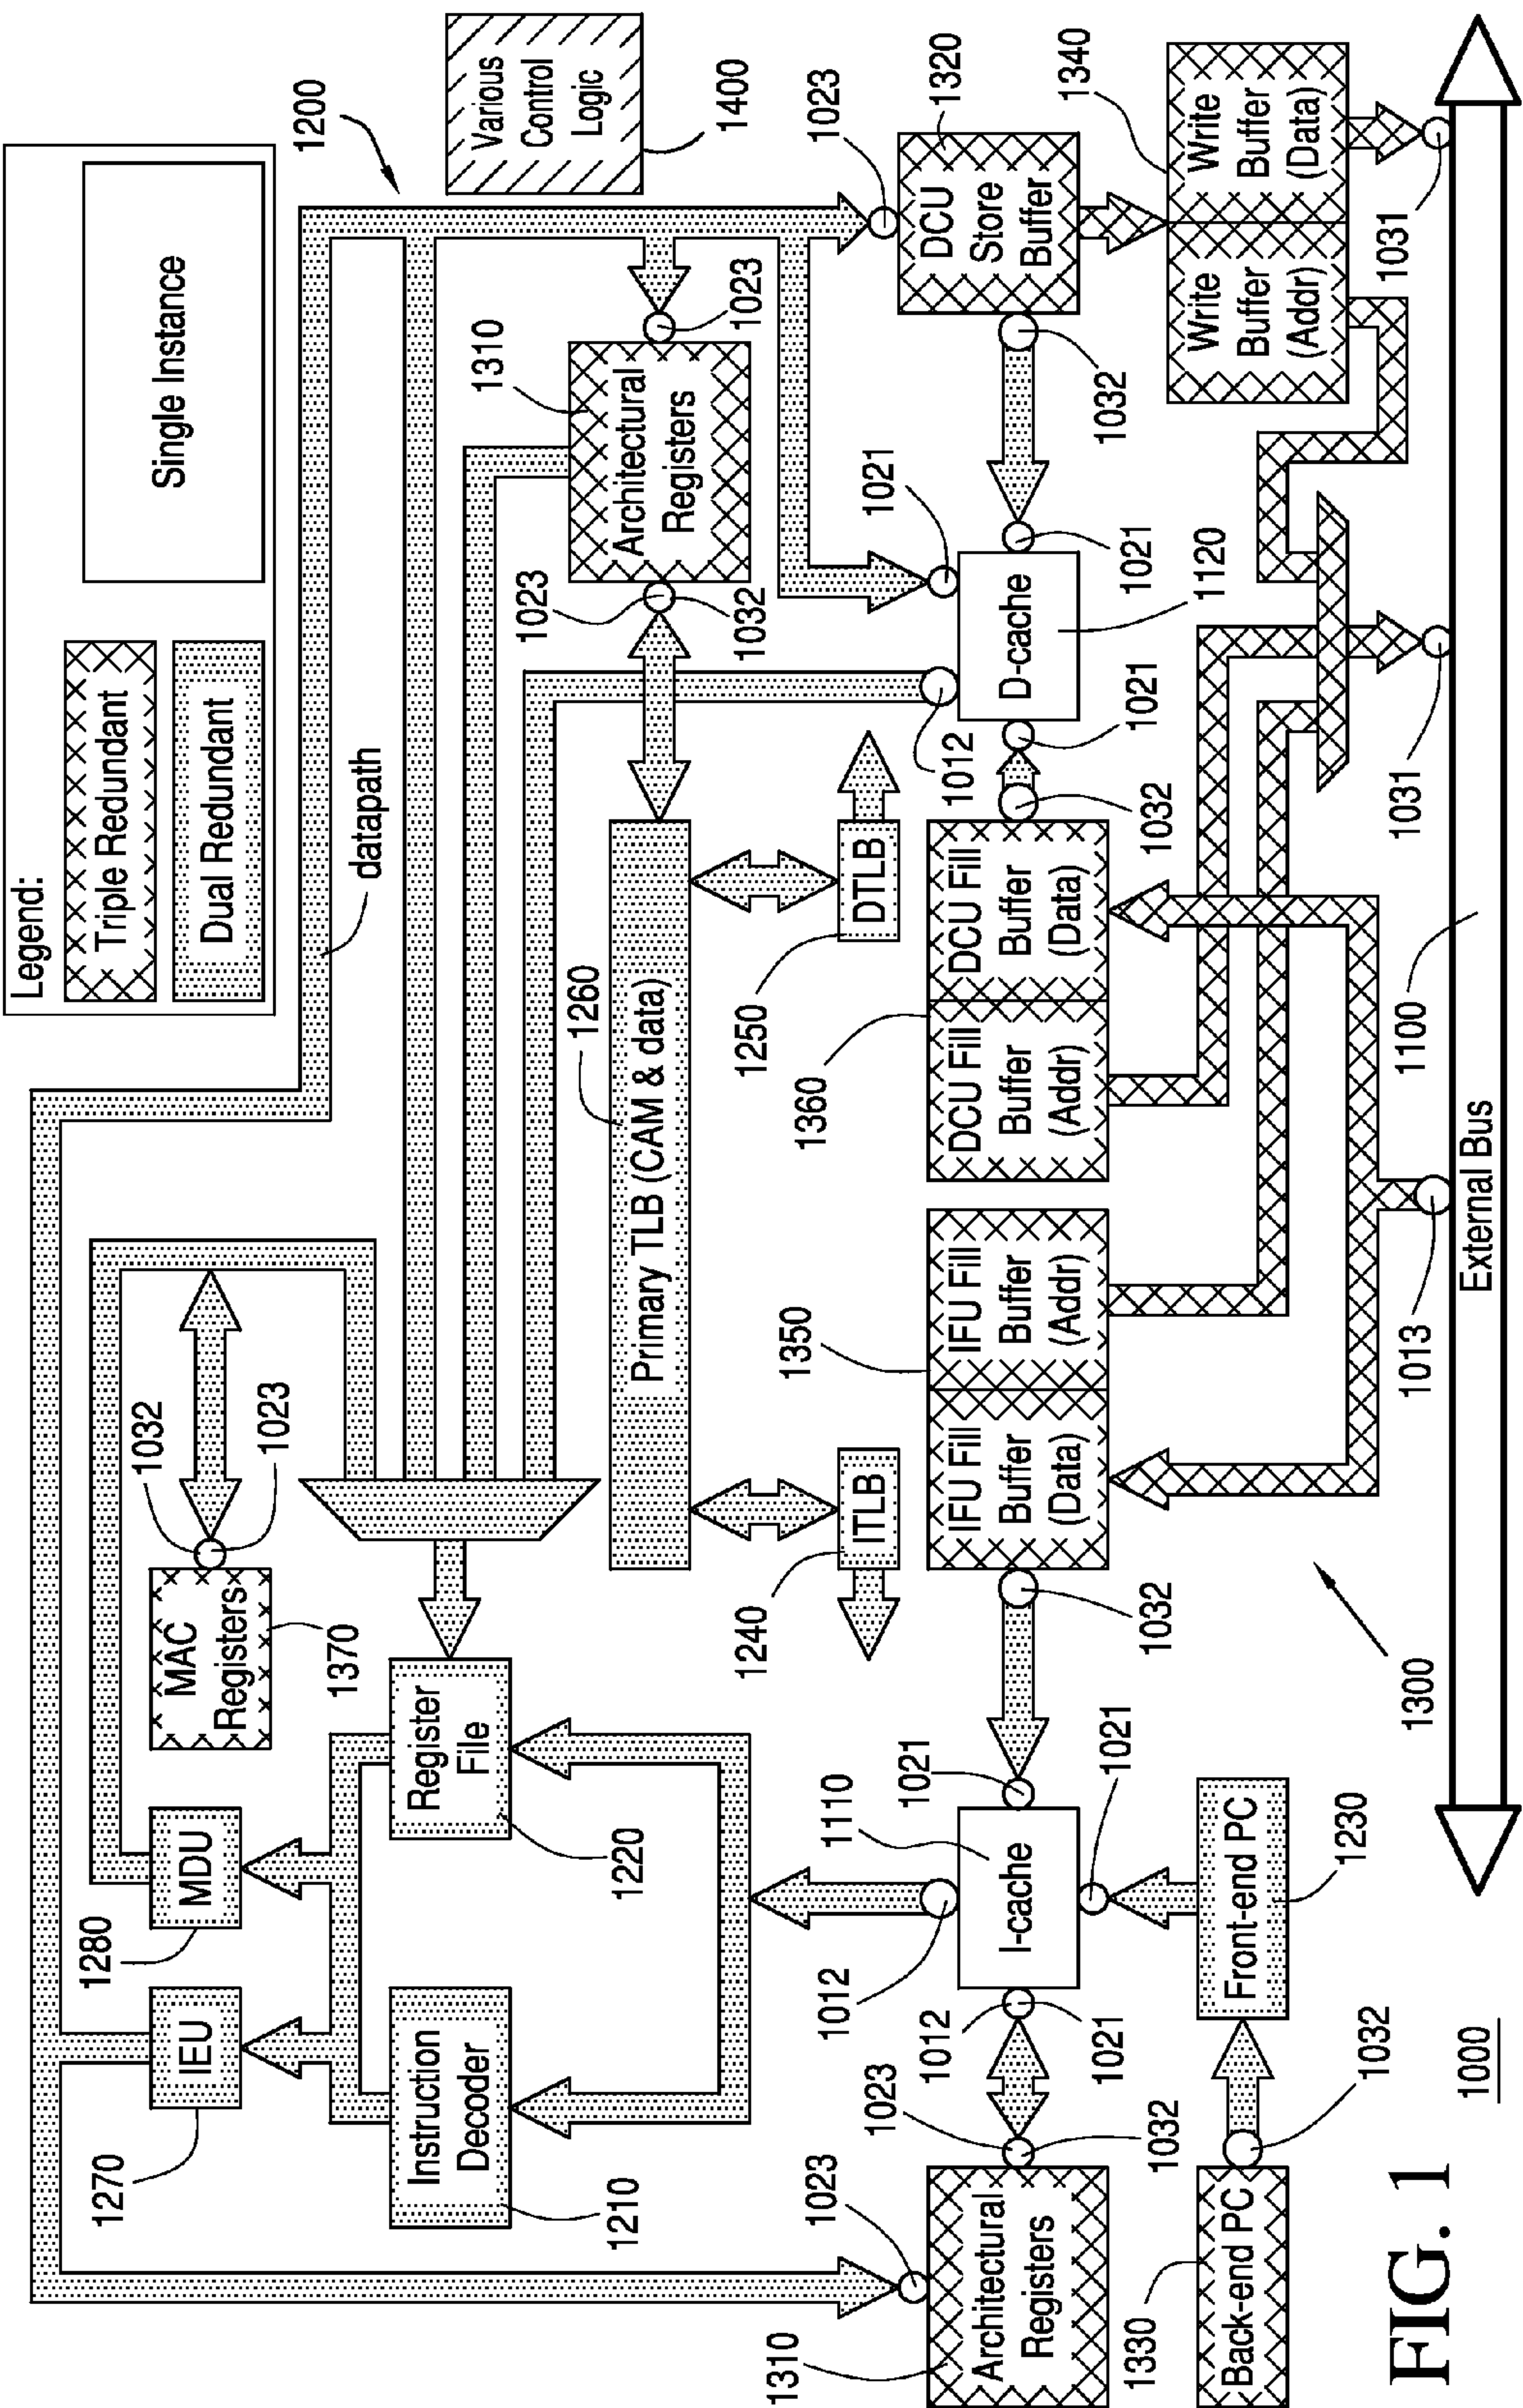 Legend:
Triple Redundant
Dual Redundant
Single Instance
datapath
1200
Various
Control
Logic
1400
IEU
1270
MDU
1280
MAC
Registers
1370
1032
1023
Instruction
Decoder
1210
Register
File
1220
Architectural
Registers
1310
1023
1023
1032
Primary TLB (CAM & data)
1260
ITLB
1240
DTLB
1250
1023
DCU
Store
Buffer
1320
1032
Architectural
Registers
1310
1023
1023
1032
I-cache
1110
1012
1012
1021
1021
1021
IFU Fill
Buffer
(Data)
IFU Fill
Buffer
(Addr)
1350
1032
DCU Fill
Buffer
(Addr)
DCU Fill
Buffer
(Data)
1360
1032
D-cache
1120
1012
1021
1021
1021
Back-end PC
1330
1032
Front-end PC
1230
Write
Buffer
(Addr)
Write
Buffer
(Data)
1340
1300
1013
1031
1031
External Bus
1100
1000
FIG. 1